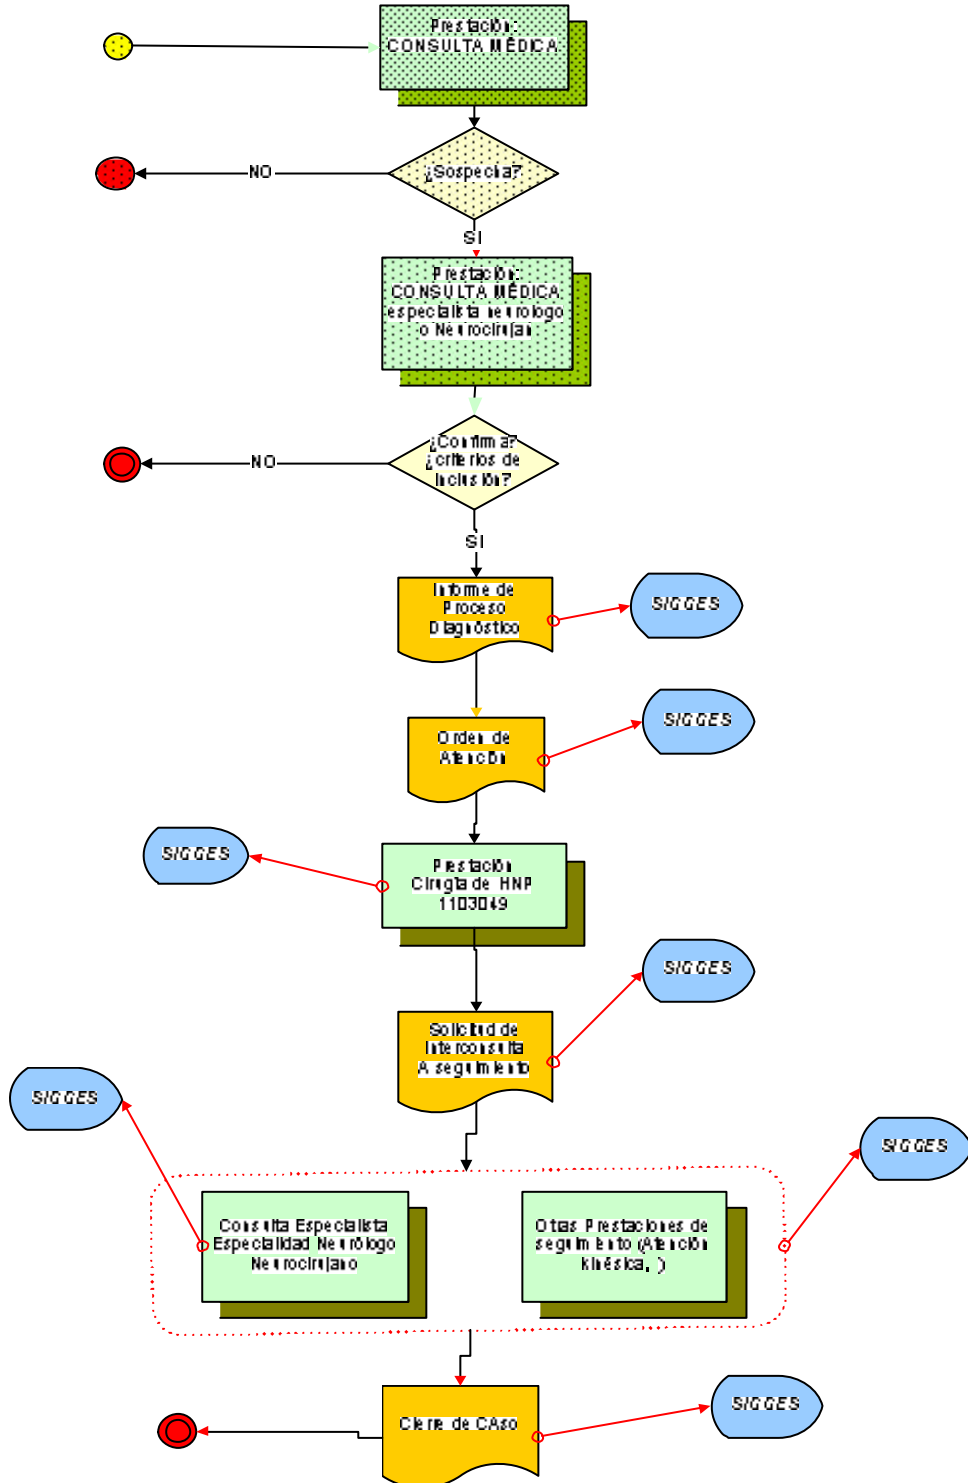 Prestación:
CONSULTA MÉDICA
¿Sospecha?
NO
SI
Prestación:
CONSULTA MÉDICA
especialista neurologo
o Neurocirujan
¿Confirma?
¿criterios de
inclusión?
NO
SI
Informe de
Proceso
Diagnóstico
SIGGES
Orden de
Atención
SIGGES
SIGGES
Prestación
Cirugía de HNP
1103049
SIGGES
Solicitud de
Interconsulta
A seguimiento
SIGGES
SIGGES
Consulta Especialista
Especialidad Neurólogo
Neurocirujano
Otras Prestaciones de
seguimiento (Atención
kinésica, )
Cierre de CAso
SIGGES